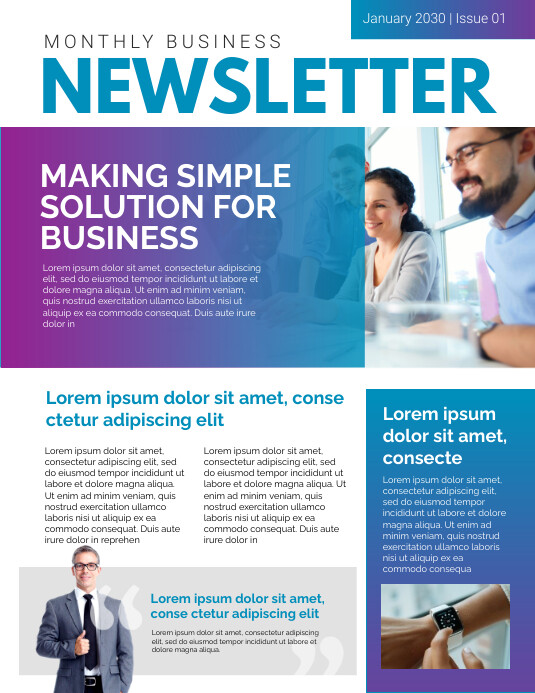 January 2030 | Issue 01
MONTHLY BUSINESS
NEWSLETTER
MAKING SIMPLE
SOLUTION FOR
BUSINESS
Lorem ipsum dolor sit amet, consectetur adipiscing
elit, sed do eiusmod tempor incididunt ut labore et
dolore magna aliqua. Ut enim ad minim veniam,
quis nostrud exercitation ullamco laboris nisi ut
aliquip ex ea commodo consequat. Duis aute irure
dolor in
Lorem ipsum dolor sit amet, conse
ctetur adipiscing elit
Lorem ipsum dolor sit amet,
consectetur adipiscing elit, sed
do eiusmod tempor incididunt ut
labore et dolore magna aliqua.
Ut enim ad minim veniam, quis
nostrud exercitation ullamco
laboris nisi ut aliquip ex ea
commodo consequat. Duis aute
irure dolor in reprehen
Lorem ipsum dolor sit amet,
consectetur adipiscing elit, sed
do eiusmod tempor incididunt ut
labore et dolore magna aliqua. Ut
enim ad minim veniam, quis
nostrud exercitation ullamco
laboris nisi ut aliquip ex ea
commodo consequat. Duis aute
irure dolor in
Lorem ipsum dolor sit amet,
conse ctetur adipiscing elit
Lorem ipsum dolor sit amet, consectetur adipiscing
elit, sed do eiusmod tempor incididunt ut labore et
dolore magna aliqua.
Lorem ipsum
dolor sit amet,
consecte
Lorem ipsum dolor sit amet,
consectetur adipiscing elit,
sed do eiusmod tempor
incididunt ut labore et dolore
magna aliqua. Ut enim ad
minim veniam, quis nostrud
exercitation ullamco laboris
nisi ut aliquip ex ea
commodo consequa